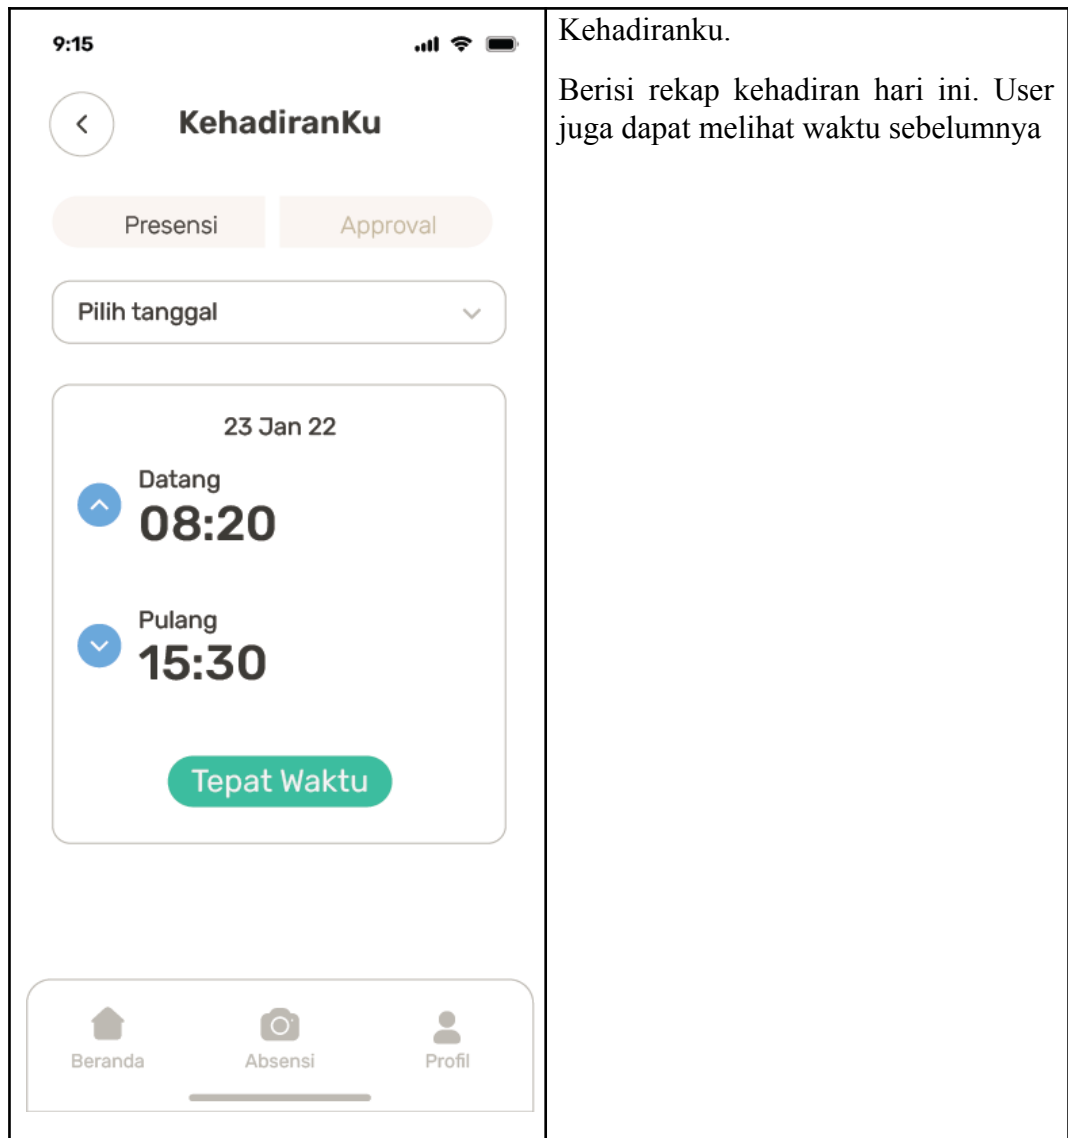 9:15
KehadiranKu
Presensi
Approval
Pilih tanggal
23 Jan 22
Datang
08:20
Pulang
15:30
Tepat Waktu
Beranda
Absensi
Profil
Kehadiranku.
Berisi rekap kehadiran hari ini. User
juga dapat melihat waktu sebelumnya